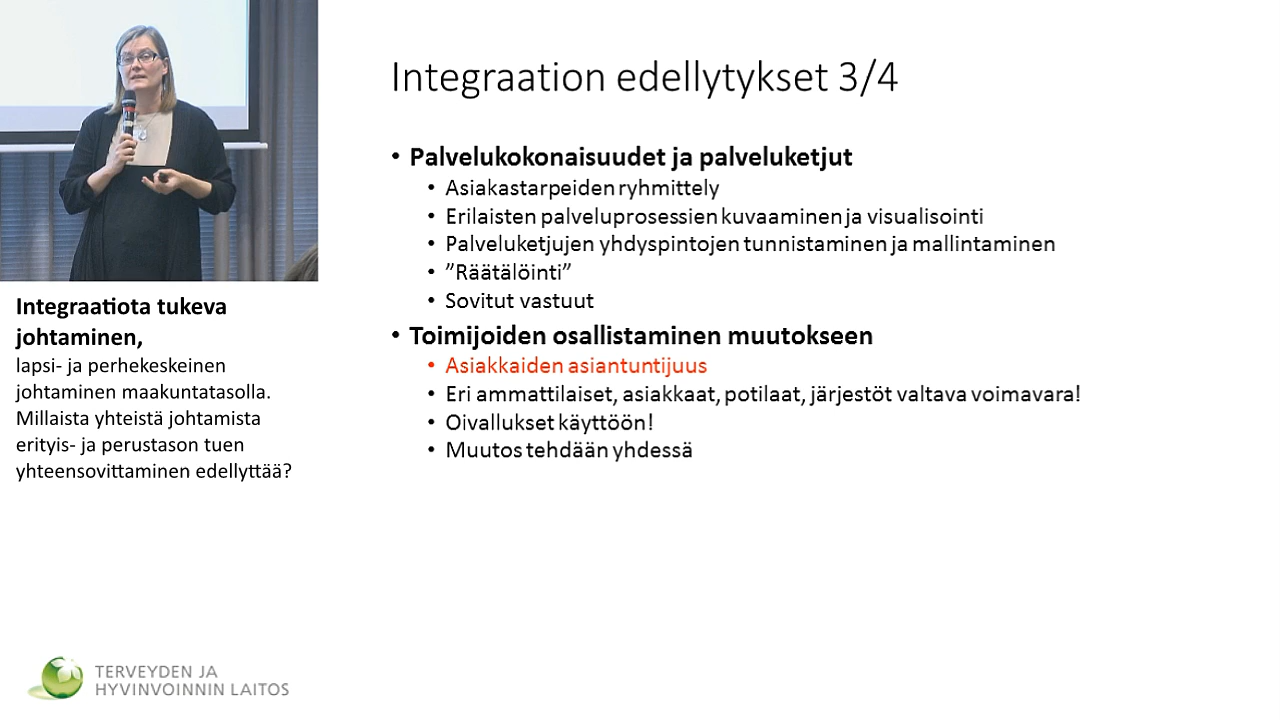 Integraation edellytykset 3/4
• Palvelukokonaisuudet ja palveluketjut
• Asiakastarpeiden ryhmittely
• Erilaisten palveluprosessien kuvaaminen ja visualisointi
• Palveluketjujen yhdyspintojen tunnistaminen ja mallintaminen
• ”Räätälöinti”
• Sovitut vastuut
• Toimijoiden osallistaminen muutokseen
• Asiakkaiden asiantuntijuus
• Eri ammattilaiset, asiakkaat, potilaat, järjestöt valtava voimavara!
• Oivallukset käyttöön!
• Muutos tehdään yhdessä
Integraatiota tukeva
johtaminen,
lapsi- ja perhekeskeinen
johtaminen maakuntatasolla.
Millaista yhteistä johtamista
erityis- ja perustason tuen
yhteensovittaminen edellyttää?
TERVEYDEN JA
HYVINVOINNIN LAITOS